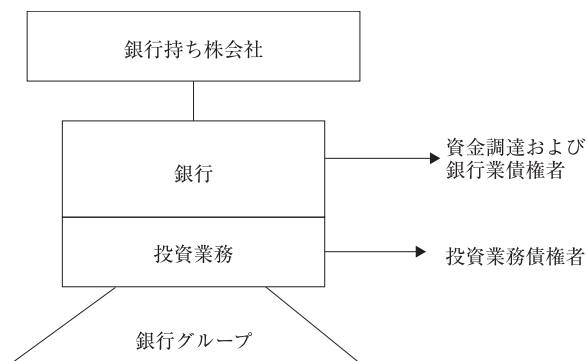 銀行持ち株会社
資金調達および
銀行業債権者
銀行
投資業務
投資業務債権者
銀行グループ